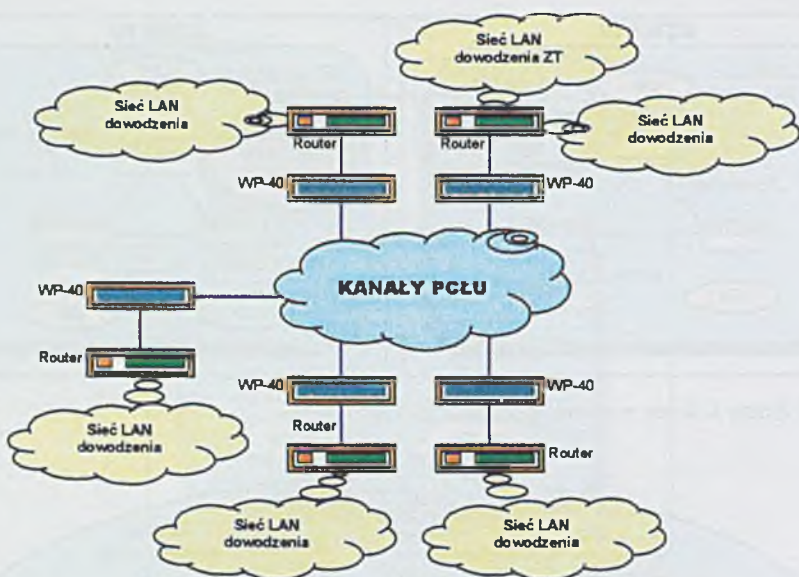 Sieć LAN
dowodzenia ZT
Sieć LAN
dowodzenia
Sieć LAN
dowodzenia
Router
Router
WP-40
WP-40
KANAŁY PCŁU
WP-40
Router
WP-40
WP-40
Router
Router
Sieć LAN
dowodzenia
Sieć LAN
dowodzenia
Sieć LAN
dowodzenia